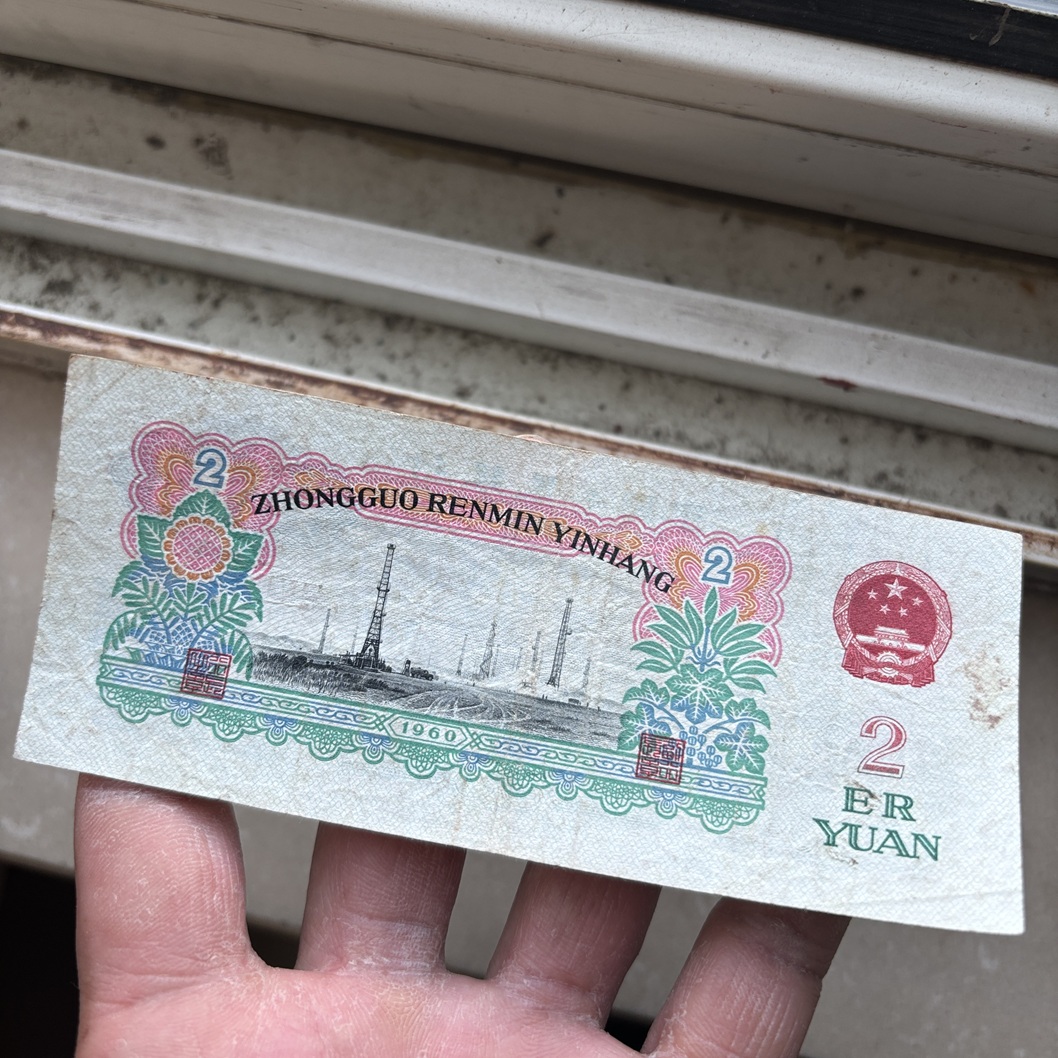 2
ZHONGGUO RENMIN YINHANG
2
1960
2
ER
YUAN